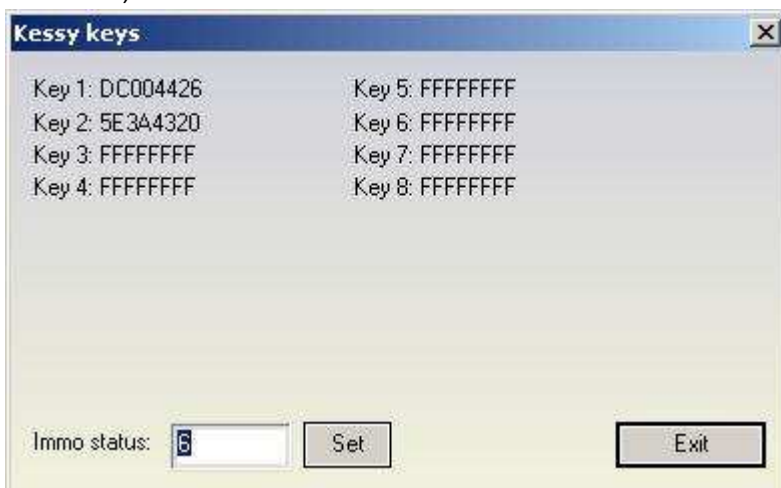 Kessy keys
Key 1: DC004426
Key 2: 5E3A4320
Key 3: FFFFFFFF
Key 4: FFFFFFFF
Key 5: FFFFFFFF
Key 6: FFFFFFFF
Key 7: FFFFFFFF
Key 8: FFFFFFFF
Immo status: 6 Set Exit